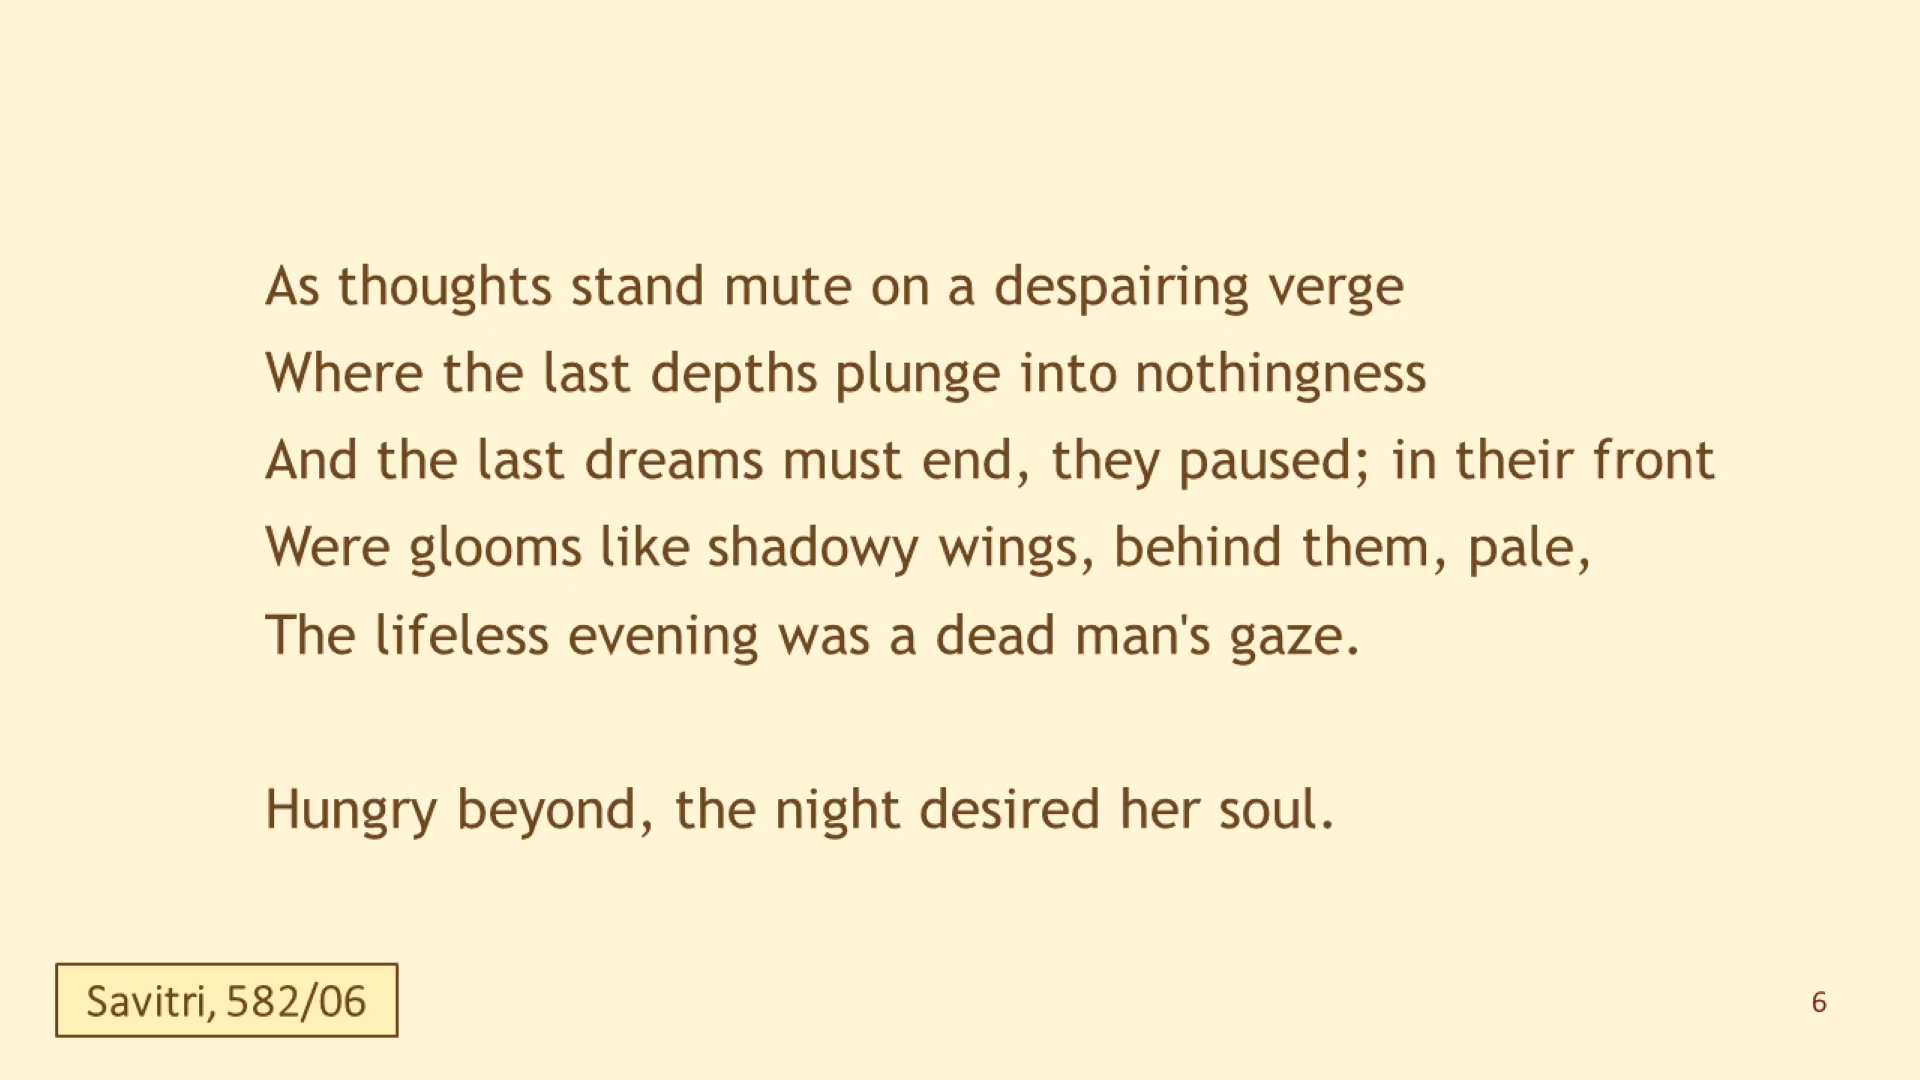 As thoughts stand mute on a despairing verge
Where the last depths plunge into nothingness
And the last dreams must end, they paused; in their front
Were glooms like shadowy wings, behind them, pale,
The lifeless evening was a dead man's gaze.
Hungry beyond, the night desired her soul.
Savitri, 582/06
6